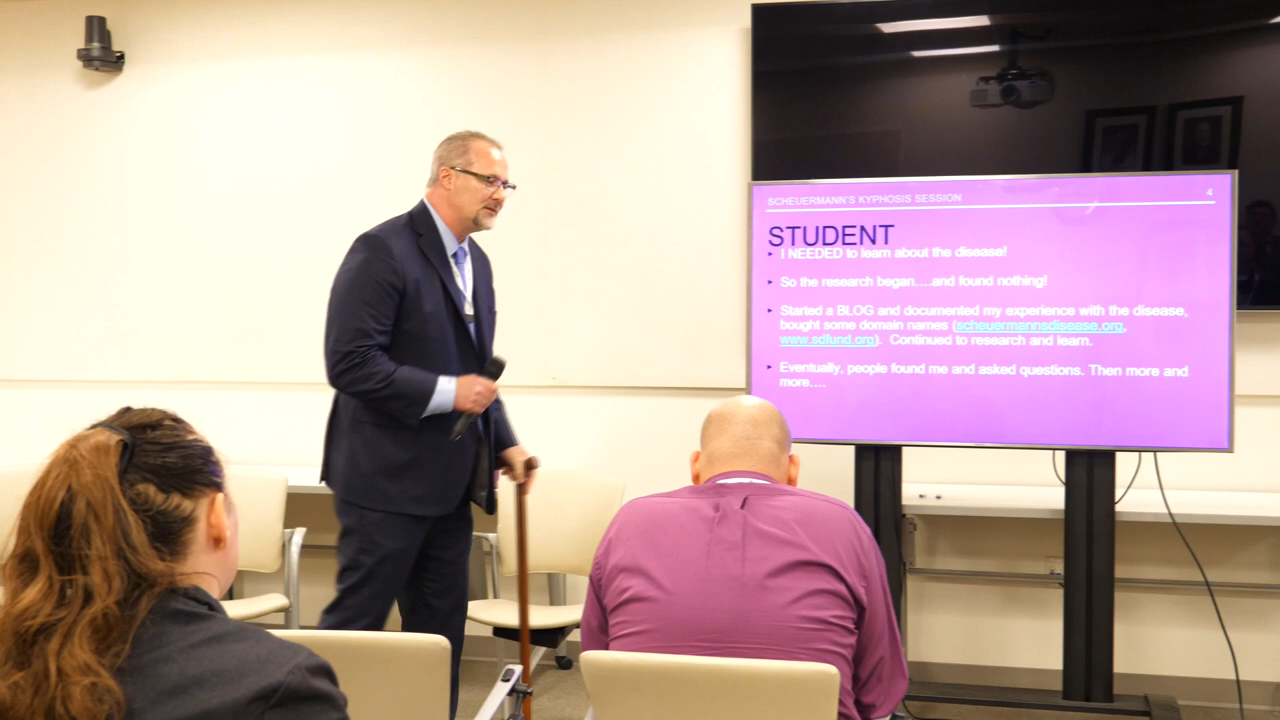 SCHEUERMANN'S KYPHOSIS SESSION 4
STUDENT
I NEEDED to learn about the disease!
So the research began....and found nothing!
Started a BLOG and documented my experience with the disease,
bought some domain names (scheuermannsdisease.org,
www.sdfund.org). Continued to research and learn.
Eventually, people found me and asked questions. Then more and
more....